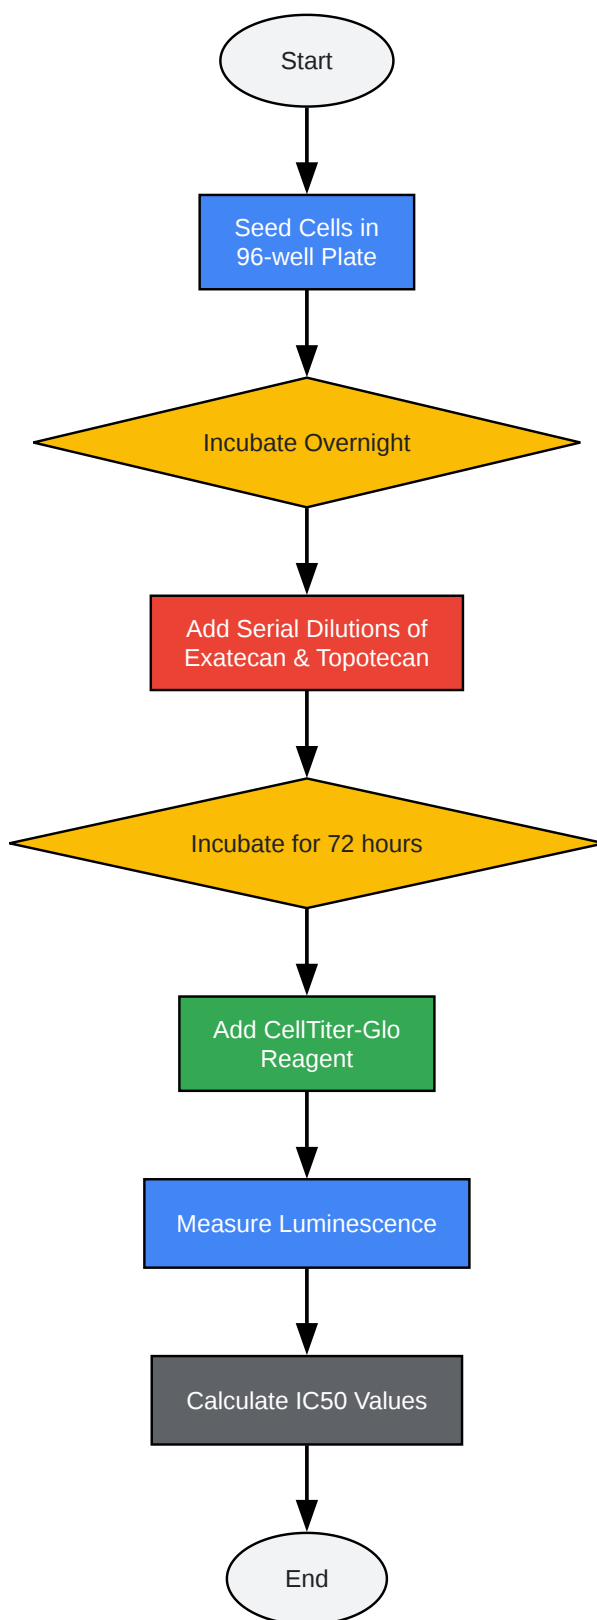 Start
Seed Cells in
96-well Plate
Incubate Overnight
Add Serial Dilutions of
Exatecan & Topotecan
Incubate for 72 hours
Add CellTiter-Glo
Reagent
Measure Luminescence
Calculate IC50 Values
End